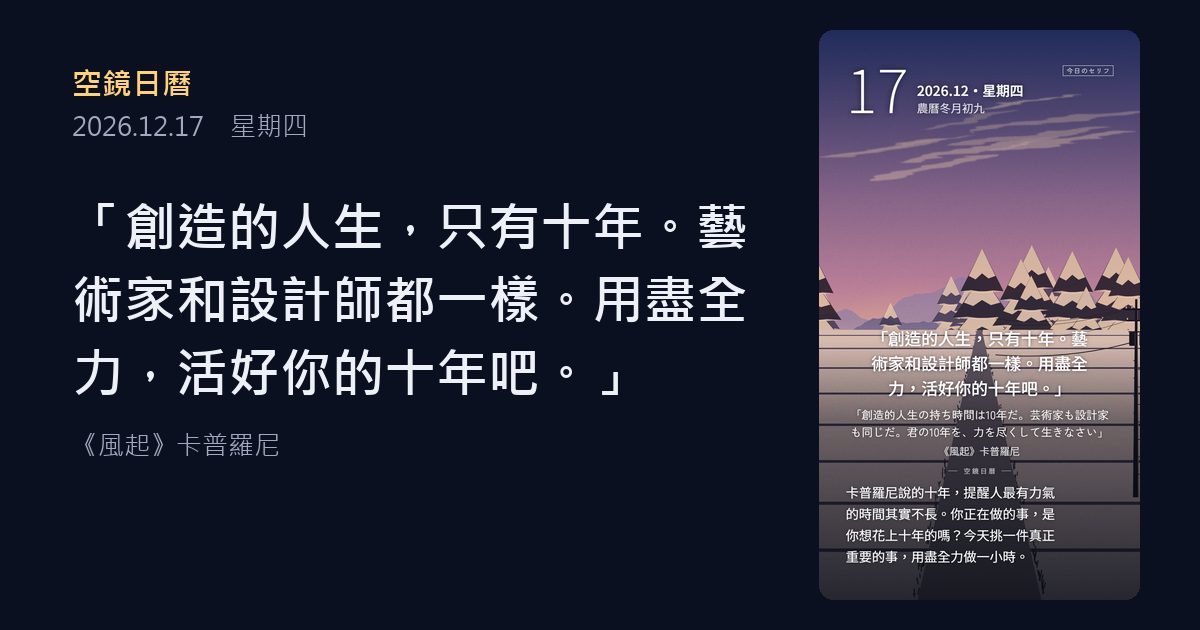 空鏡日曆
2026.12.17 星期四
「創造的人生，只有十年。藝
術家和設計師都一樣。用盡全
力，活好你的十年吧。」
《風起》卡普羅尼
17
2026.12・星期四
農曆冬月初九
今日のセリフ
「創造的人生，只有十年。藝
術家和設計師都一樣。用盡全
力，活好你的十年吧。」
「創造的人生の持ち時間は10年だ。芸術家も設計家
も同じだ。君の10年を、力を尽くして生きなさい」
《風起》卡普羅尼
空鏡日曆
卡普羅尼說的十年，提醒人最有力氣
的時間其實不長。你正在做的事，是
你想花上十年的嗎？今天挑一件真正
重要的事，用盡全力做一小時。